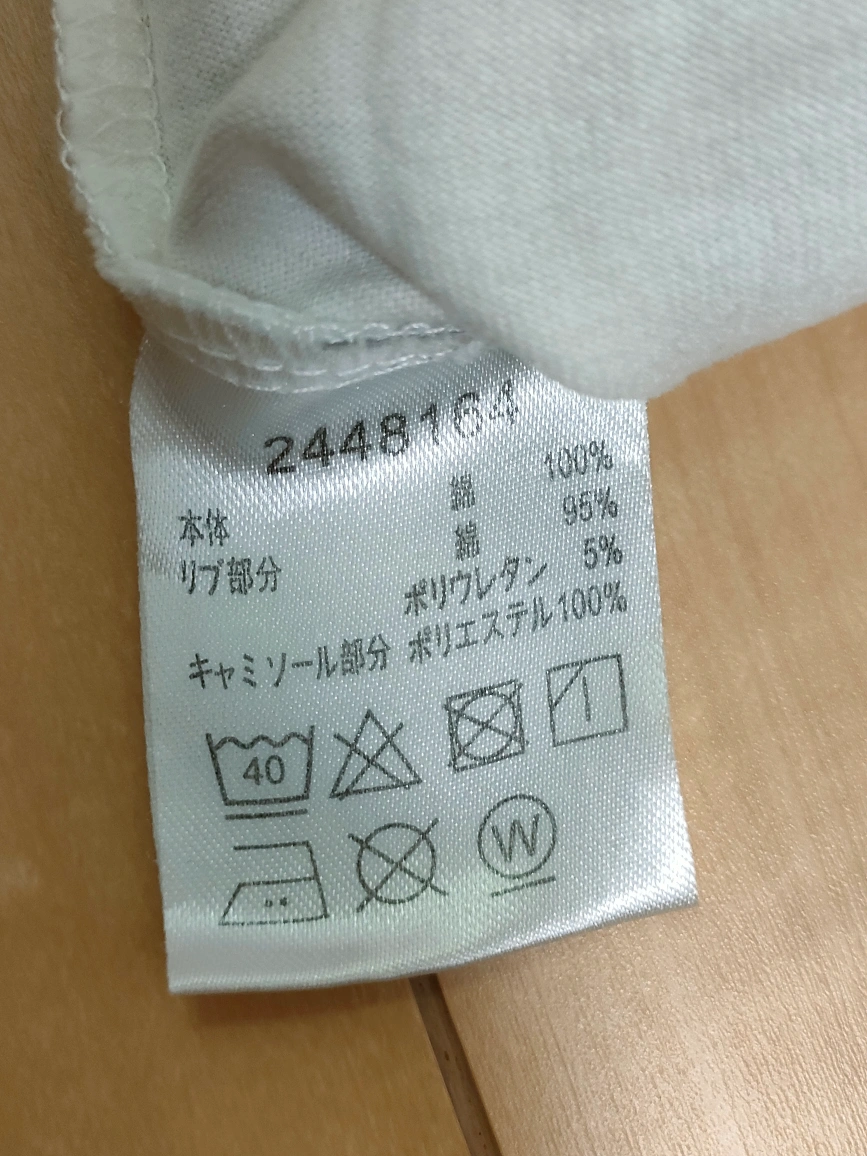 2448164
本体 綿 100%
リブ部分 綿 95%
ポリウレタン 5%
キャミソール部分 ポリエステル100%
40
W